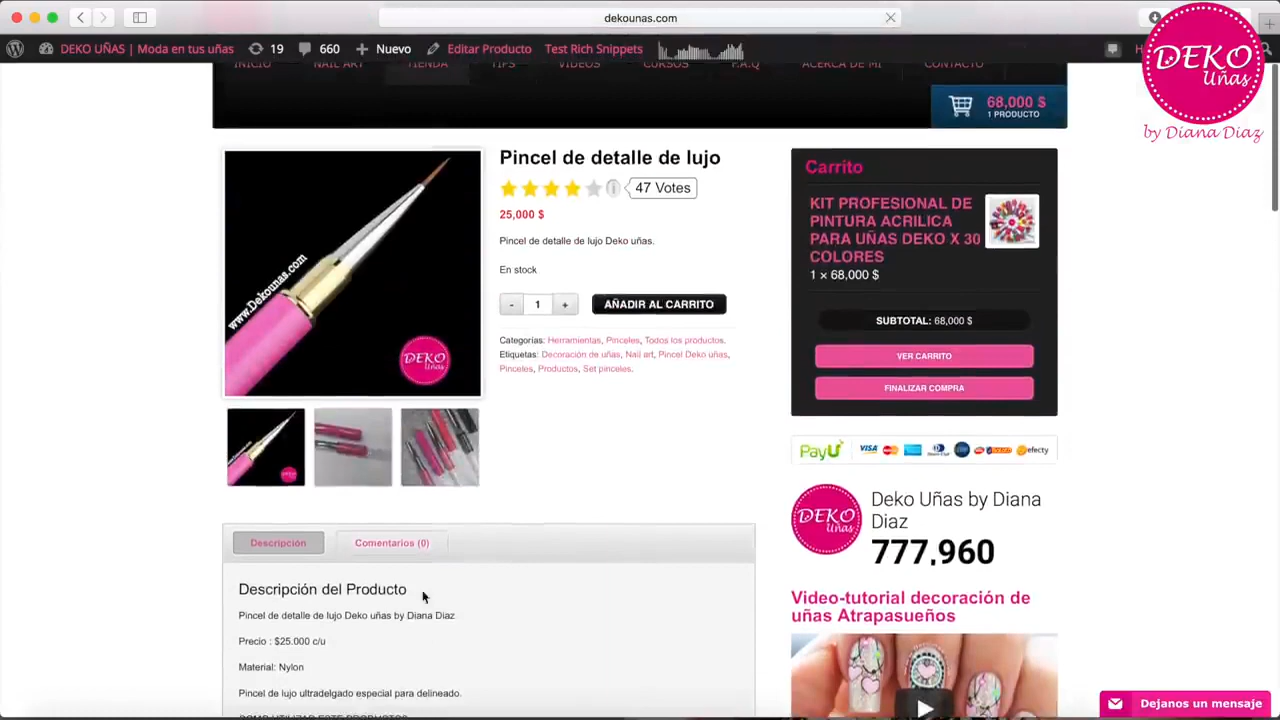 dekounas.com
DEKO UÑAS | Moda en tus uñas
19
660
Nuevo
Editar Producto
Test Rich Snippets
DEKO
Uñas
by Diana Diaz
INICIO
NAIL ART
TIENDA
TIPS
VIDEOS
CURSOS
F.A.Q
ACERCA DE MI
CONTACTO
68,000 $
1 PRODUCTO
www.Dekounas.com
DEKO
Uñas
Pincel de detalle de lujo
47 Votes
25,000 $
Pincel de detalle de lujo Deko uñas.
En stock
- 1 +
AÑADIR AL CARRITO
Categorías: Herramientas, Pinceles, Todos los productos.
Etiquetas: Decoración de uñas, Nail art, Pincel Deko uñas,
Pinceles, Productos, Set pinceles.
Carrito
KIT PROFESIONAL DE
PINTURA ACRILICA
PARA UÑAS DEKO X 30
COLORES
1 × 68,000 $
SUBTOTAL: 68,000 $
VER CARRITO
FINALIZAR COMPRA
PayU
VISA
efecty
DEKO
Uñas
Deko Uñas by Diana
Diaz
777,960
Video-tutorial decoración de
uñas Atrapasueños
Descripción
Comentarios (0)
Descripción del Producto
Pincel de detalle de lujo Deko uñas by Diana Diaz
Precio : $25.000 c/u
Material: Nylon
Pincel de lujo ultradelgado especial para delineado.
COMO UTILIZAR ESTE PRODUCTO?
Dejanos un mensaje